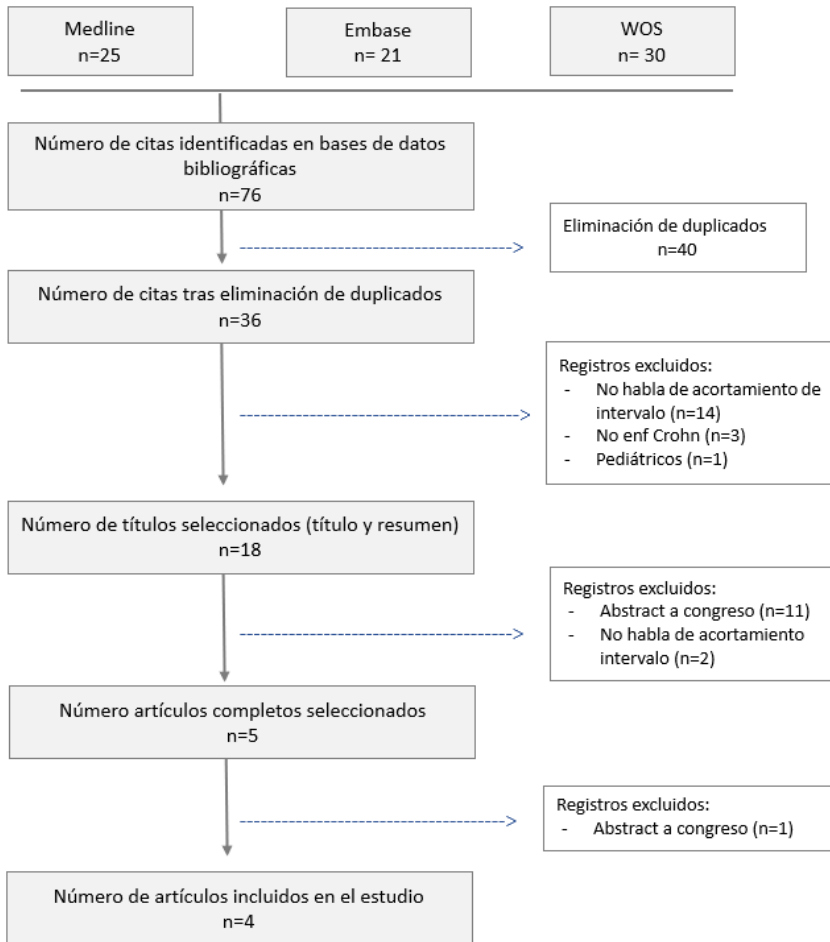 Medline
n=25
Embase
n= 21
WOS
n= 30
Número de citas identificadas en bases de datos
bibliográficas
n=76
Eliminación de duplicados
n=40
Número de citas tras eliminación de duplicados
n=36
Registros excluidos:
- No habla de acortamiento de
intervalo (n=14)
- No enf Crohn (n=3)
- Pediátricos (n=1)
Número de títulos seleccionados (título y resumen)
n=18
Registros excluidos:
- Abstract a congreso (n=11)
- No habla de acortamiento
intervalo (n=2)
Número artículos completos seleccionados
n=5
Registros excluidos:
- Abstract a congreso (n=1)
Número de artículos incluidos en el estudio
n=4